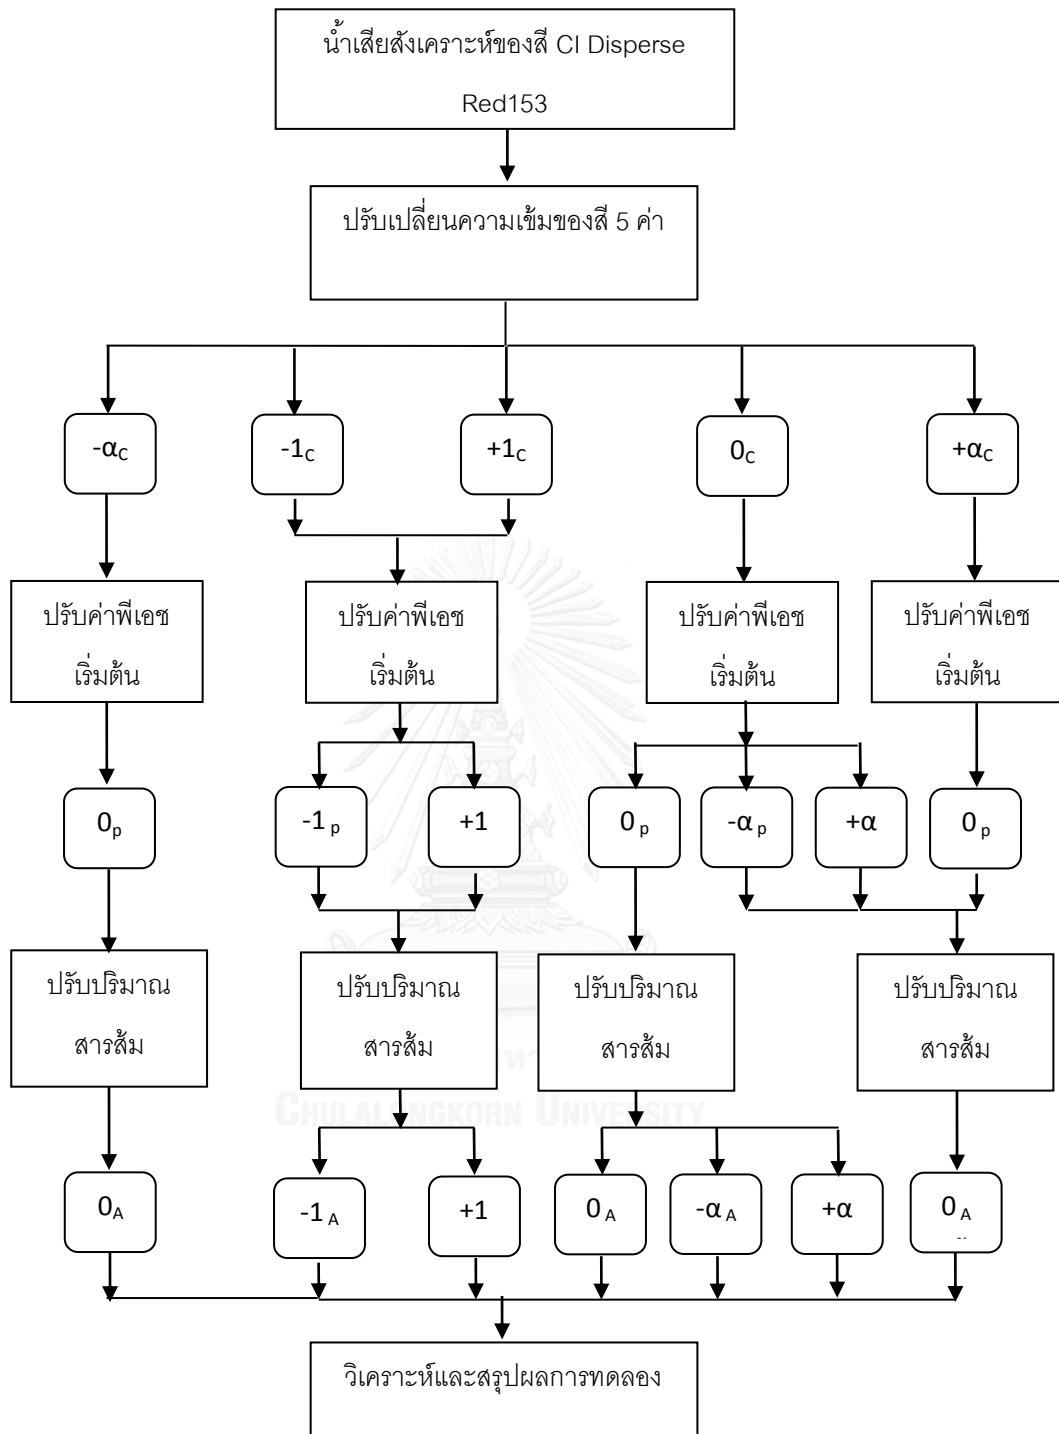 น้ำเสียสังเคราะห์ของสี CI Disperse
Red153
ปรับเปลี่ยนความเข้มของสี 5 ค่า
-αC -1C +1C 0C +αC
ปรับค่าพีเอช ปรับค่าพีเอช ปรับค่าพีเอช ปรับค่าพีเอช
เริ่มต้น เริ่มต้น เริ่มต้น เริ่มต้น
0p -1 p +1 0 p -α p +α 0 p
ปรับปริมาณ ปรับปริมาณ ปรับปริมาณ ปรับปริมาณ
สารส้ม สารส้ม สารส้ม สารส้ม
CHULALONGKORN UNIVERSITY
0A -1 A +1 0 A -α A +α 0 A
วิเคราะห์และสรุปผลการทดลอง